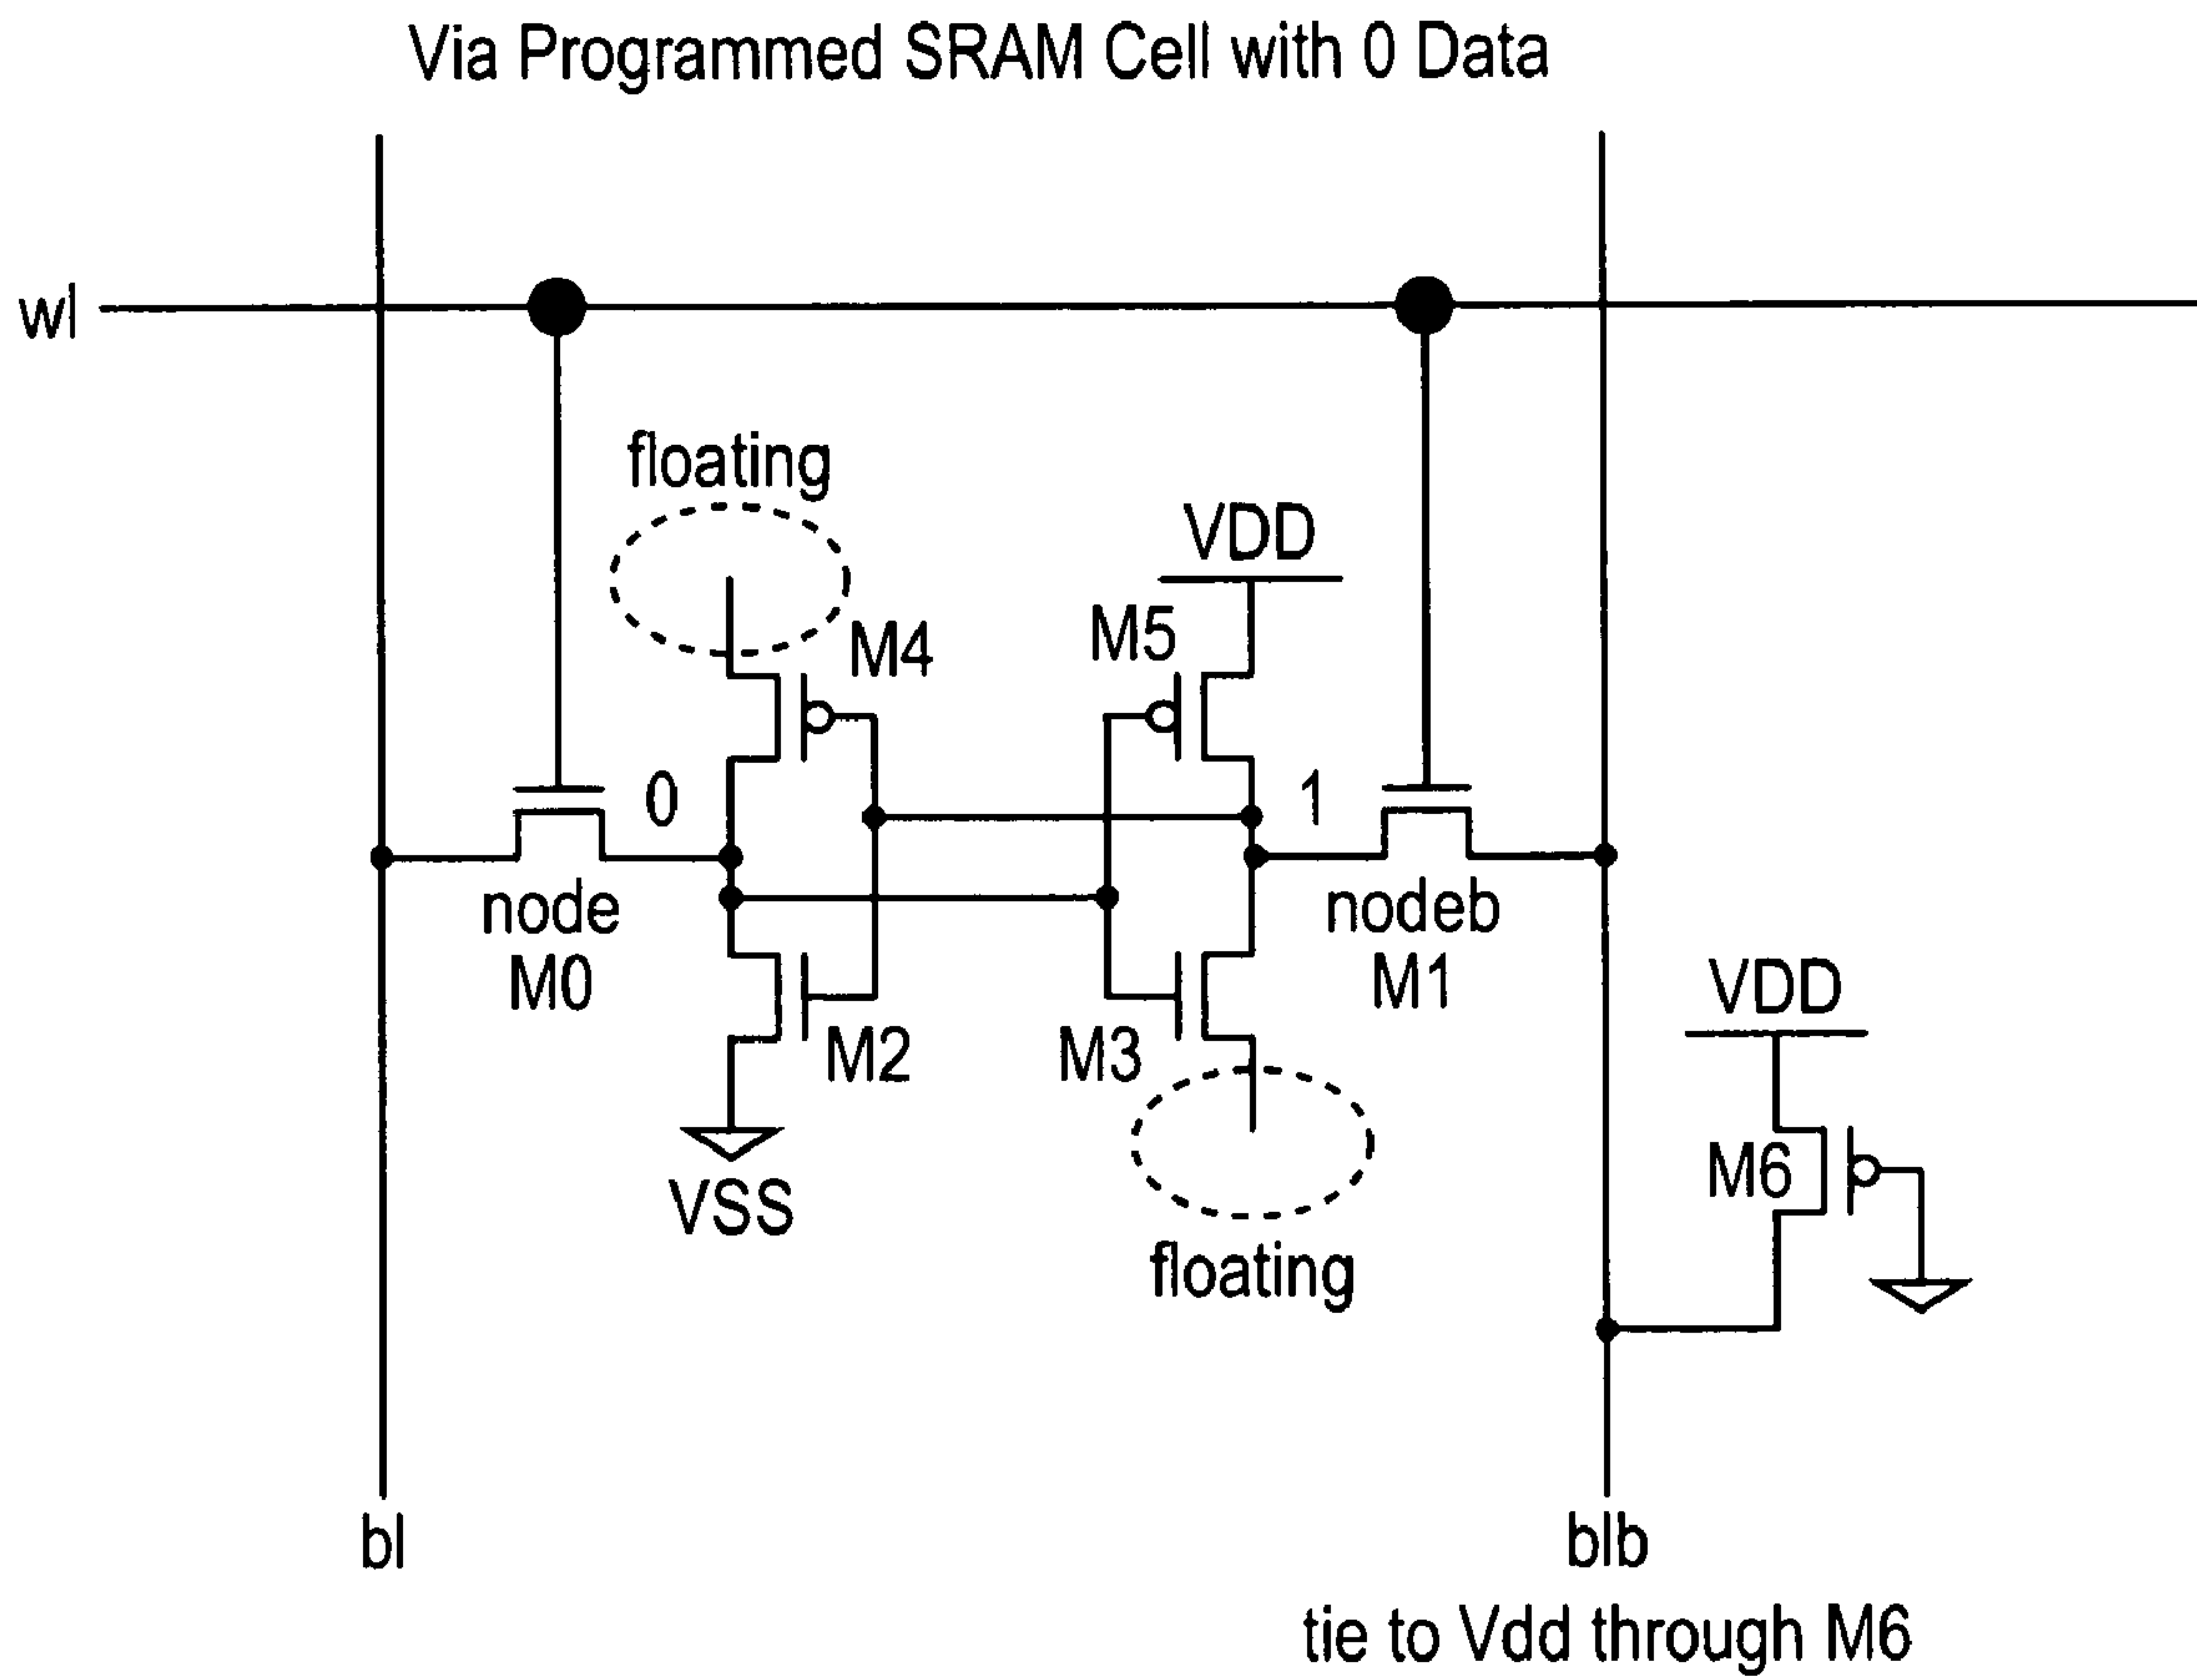 Via Programmed SRAM Cell with 0 Data
wl
floating
VDD
M4
M5
0
1
node
M0
nodeb
M1
M2
M3
VDD
M6
VSS
floating
bl
blb
tie to Vdd through M6